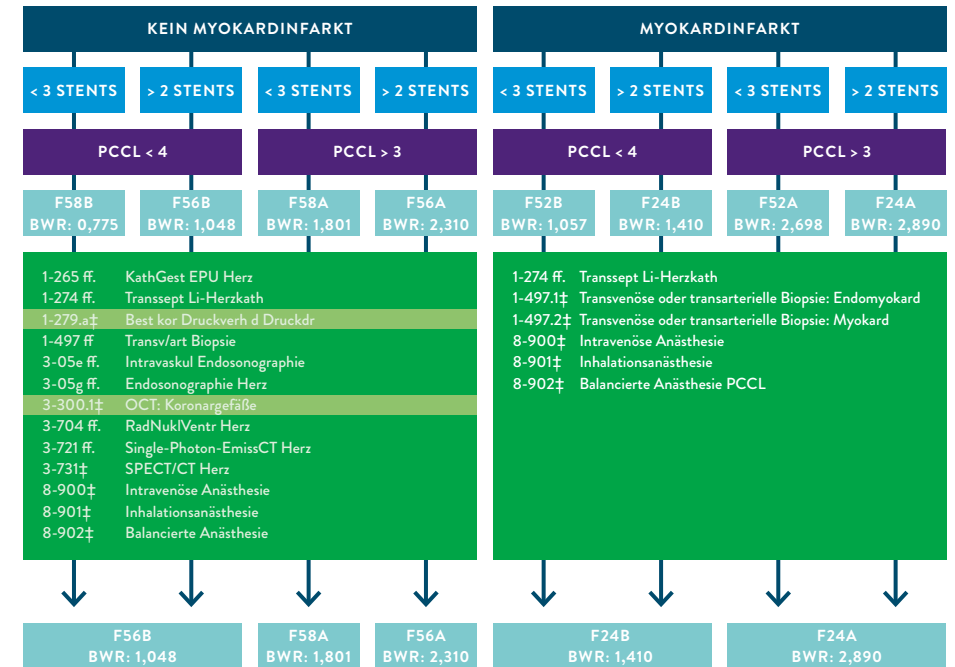 KEIN MYOKARDINFARKT
< 3 STENTS
> 2 STENTS
< 3 STENTS
> 2 STENTS
PCCL < 4
PCCL > 3
F58B
BWR: 0,775
F56B
BWR: 1,048
F58A
BWR: 1,801
F56A
BWR: 2,310
1-265 ff. KathGest EPU Herz
1-274 ff. Transsept Li-Herzkath
1-279.a‡ Best kor Druckverh d Druckdr
1-497 ff Transv/art Biopsie
3-05e ff. Intravaskul Endosonographie
3-05g ff. Endosonographie Herz
3-300.1‡ OCT: Koronargefäße
3-704 ff. RadNuklVentr Herz
3-721 ff. Single-Photon-EmissCT Herz
3-731‡ SPECT/CT Herz
8-900‡ Intravenöse Anästhesie
8-901‡ Inhalationsanästhesie
8-902‡ Balancierte Anästhesie
F56B
BWR: 1,048
F58A
BWR: 1,801
F56A
BWR: 2,310
MYOKARDINFARKT
< 3 STENTS
> 2 STENTS
< 3 STENTS
> 2 STENTS
PCCL < 4
PCCL > 3
F52B
BWR: 1,057
F24B
BWR: 1,410
F52A
BWR: 2,698
F24A
BWR: 2,890
1-274 ff. Transsept Li-Herzkath
1-497.1‡ Transvenöse oder transarterielle Biopsie: Endomyokard
1-497.2‡ Transvenöse oder transarterielle Biopsie: Myokard
8-900‡ Intravenöse Anästhesie
8-901‡ Inhalationsanästhesie
8-902‡ Balancierte Anästhesie PCCL
F24B
BWR: 1,410
F24A
BWR: 2,890